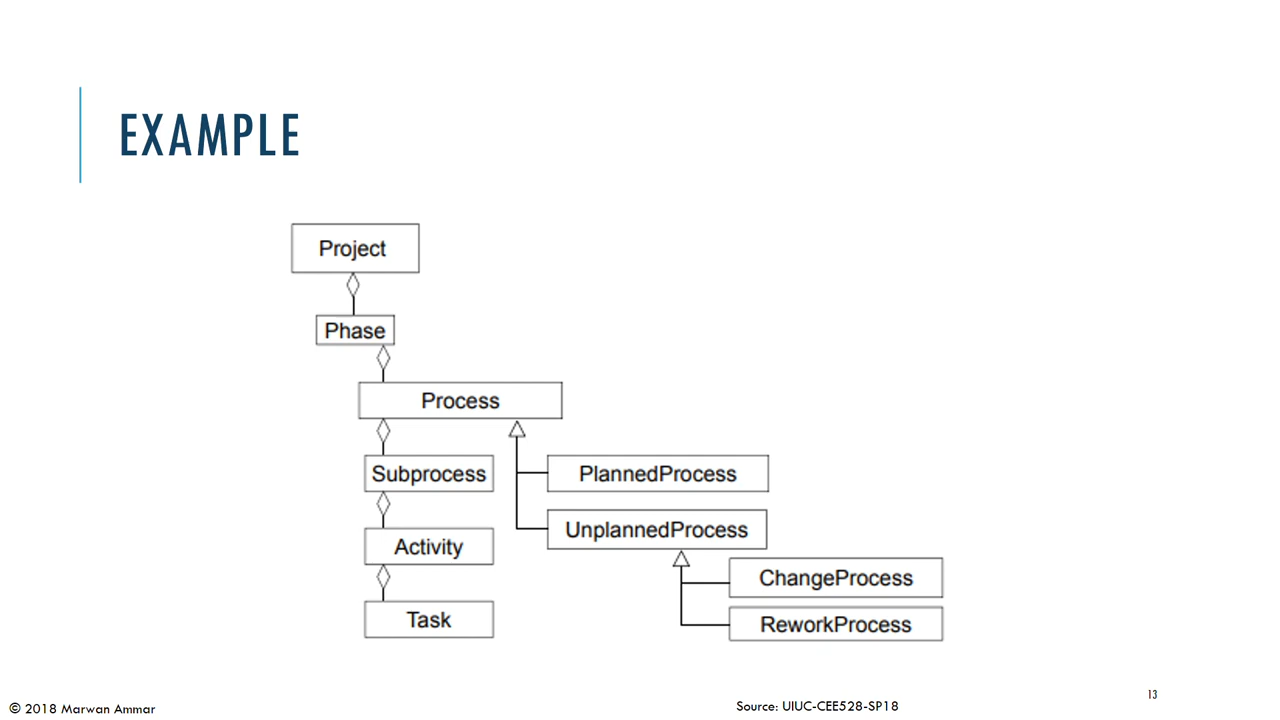 EXAMPLE
Project
Phase
Process
Subprocess
PlannedProcess
UnplannedProcess
Activity
ChangeProcess
Task
ReworkProcess
13
© 2018 Marwan Ammar
Source: UIUC-CEE528-SP18